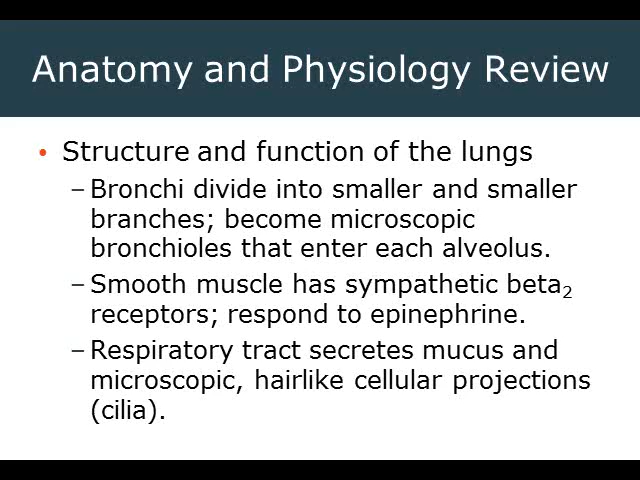 Anatomy and Physiology Review
• Structure and function of the lungs
– Bronchi divide into smaller and smaller
branches; become microscopic
bronchioles that enter each alveolus.
– Smooth muscle has sympathetic beta₂
receptors; respond to epinephrine.
– Respiratory tract secretes mucus and
microscopic, hairlike cellular projections
(cilia).